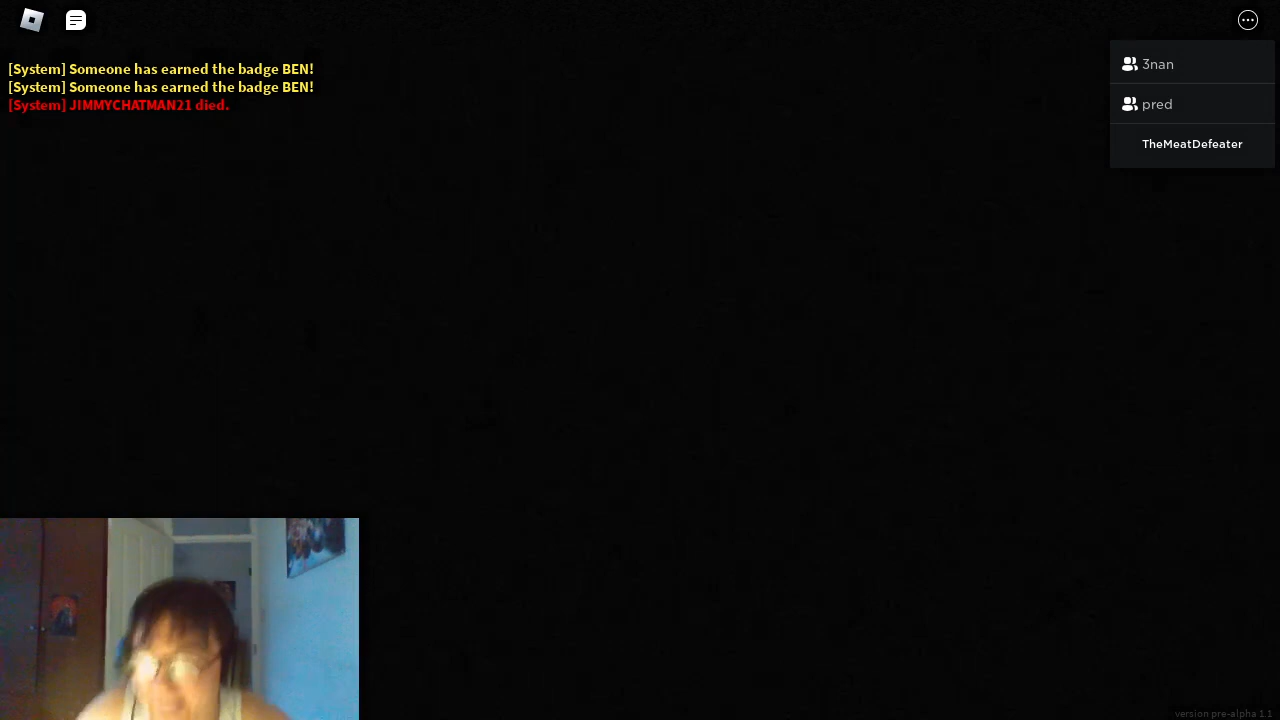 [System] Someone has earned the badge BEN!
[System] Someone has earned the badge BEN!
[System] JIMMYCHATMAN21 died.
3nan
pred
TheMeatDefeater
version pre-alpha 1.1